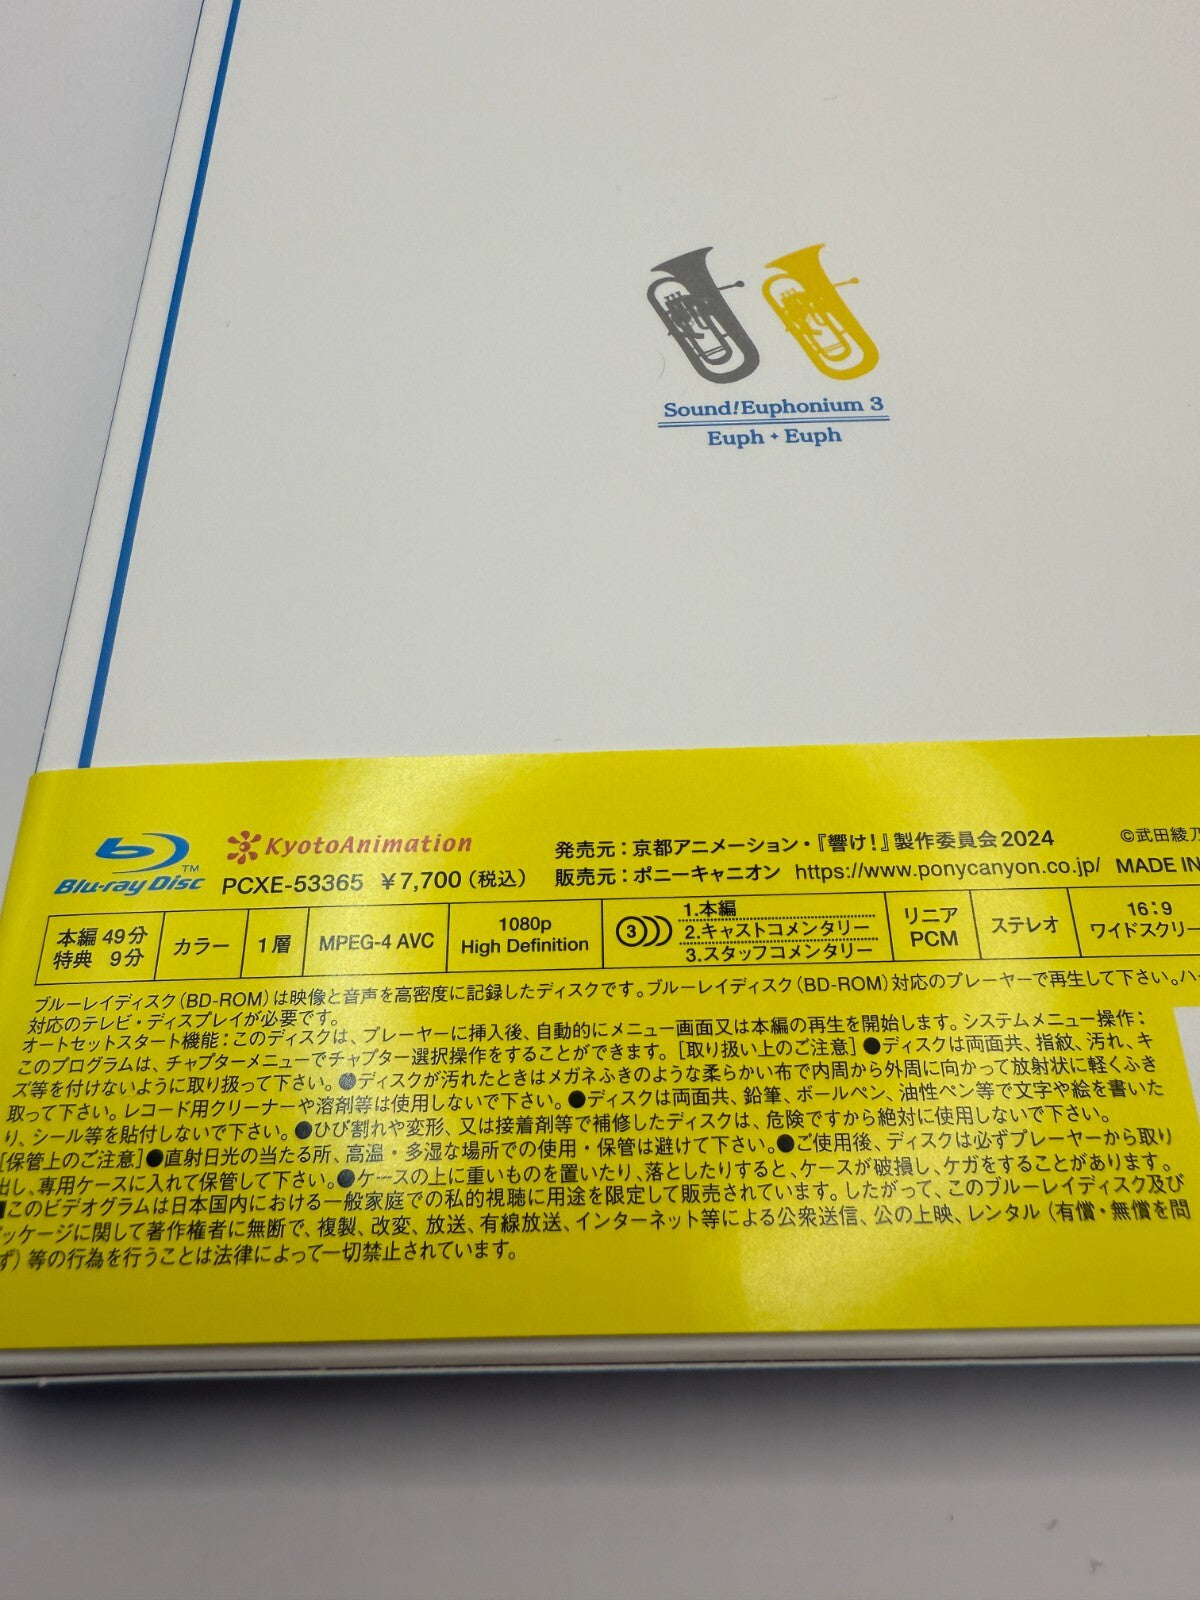 Sound!Euphonium 3
Euph + Euph
Blu-ray Disc™
KyotoAnimation
PCXE-53365 ¥7,700(税込)
発売元:京都アニメーション・『響け!』製作委員会2024
©武田綾乃
販売元:ポニーキャニオン https://www.ponycanyon.co.jp/ MADE IN
本編 49分
特典 9分
カラー
1層
MPEG-4 AVC
1080p
High Definition
3
1.本編
2.キャストコメンタリー
3.スタッフコメンタリー
リニア
PCM
ステレオ
16:9
ワイドスクリー
ブルーレイディスク(BD-ROM)は映像と音声を高密度に記録したディスクです。ブルーレイディスク(BD-ROM)対応のプレーヤーで再生して下さい。ハ
対応のテレビ・ディスプレイが必要です。
オートセットスタート機能:このディスクは、プレーヤーに挿入後、自動的にメニュー画面又は本編の再生を開始します。システムメニュー操作:
このプログラムは、チャプターメニューでチャプター選択操作をすることができます。[取り扱い上のご注意]●ディスクは両面共、指紋、汚れ、キ
ズ等を付けないように取り扱って下さい。●ディスクが汚れたときはメガネふきのような柔らかい布で内周から外周に向かって放射状に軽くふき
取って下さい。レコード用クリーナーや溶剤等は使用しないで下さい。●ディスクは両面共、鉛筆、ボールペン、油性ペン等で文字や絵を書いた
り、シール等を貼付しないで下さい。●ひび割れや変形、又は接着剤等で補修したディスクは、危険ですから絶対に使用しないで下さい。
[保管上のご注意]●直射日光の当たる所、高温・多湿な場所での使用・保管は避けて下さい。●ご使用後、ディスクは必ずプレーヤーから取り
出し、専用ケースに入れて保管して下さい。●ケースの上に重いものを置いたり、落としたりすると、ケースが破損し、ケガをすることがあります。
■このビデオグラムは日本国内における一般家庭での私的視聴に用途を限定して販売されています。したがって、このブルーレイディスク及び
パッケージに関して著作権者に無断で、複製、改変、放送、有線放送、インターネット等による公衆送信、公の上映、レンタル(有償・無償を問
ず)等の行為を行うことは法律によって一切禁止されています。